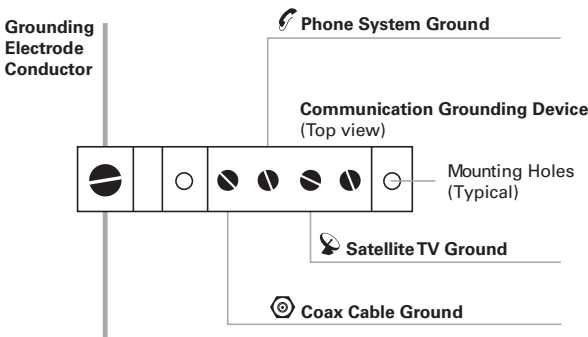 Grounding
Electrode
Conductor
Phone System Ground
Communication Grounding Device
(Top view)
Mounting Holes
(Typical)
Satellite TV Ground
Coax Cable Ground